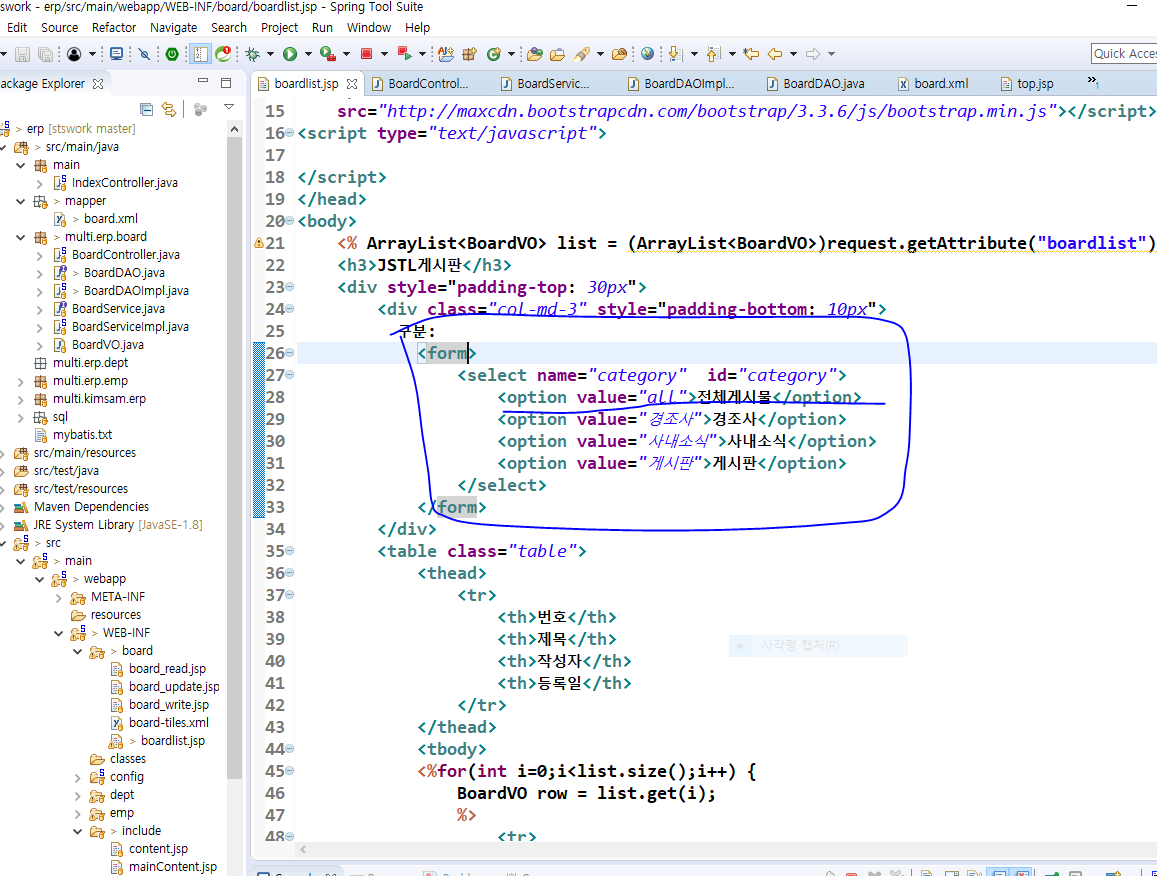 stswork - erp/src/main/webapp/WEB-INF/board/boardlist.jsp - Spring Tool Suite
Edit Source Refactor Navigate Search Project Run Window Help
Quick Acces
ackage Explorer
boardlist.jsp BoardControl... BoardServic... BoardDAOImpl... BoardDAO.java board.xml top.jsp »1
> erp [stswork master]
> src/main/java
main
IndexController.java
> mapper
> board.xml
> multi.erp.board
BoardController.java
> BoardDAO.java
> BoardDAOImpl.java
BoardService.java
BoardServiceImpl.java
BoardVO.java
multi.erp.dept
multi.erp.emp
multi.kimsam.erp
sql
mybatis.txt
src/main/resources
src/test/java
src/test/resources
Maven Dependencies
JRE System Library [JavaSE-1.8]
> src
> main
> webapp
META-INF
resources
> WEB-INF
> board
board_read.jsp
board_update.jsp
board_write.jsp
board-tiles.xml
> boardlist.jsp
classes
config
dept
emp
> include
content.jsp
mainContent.jsp
15 src="http://maxcdn.bootstrapcdn.com/bootstrap/3.3.6/js/bootstrap.min.js"></script>
16 <script type="text/javascript">
17
18 </script>
19 </head>
20 <body>
21 <% ArrayList<BoardVO> list = (ArrayList<BoardVO>)request.getAttribute("boardlist")
22 <h3>JSTL게시판</h3>
23 <div style="padding-top: 30px">
24 <div class="col-md-3" style="padding-bottom: 10px">
25 구분:
26 <form>
27 <select name="category" id="category">
28 <option value="all">전체게시물</option>
29 <option value="경조사">경조사</option>
30 <option value="사내소식">사내소식</option>
31 <option value="게시판">게시판</option>
32 </select>
33 </form>
34 </div>
35 <table class="table">
36 <thead>
37 <tr>
38 <th>번호</th>
39 <th>제목</th>
40 <th>작성자</th>
41 <th>등록일</th>
42 </tr>
43 </thead>
44 <tbody>
45 <%for(int i=0;i<list.size();i++) {
46 BoardVO row = list.get(i);
47 %>
48 <tr>
사각형 캡처(R)